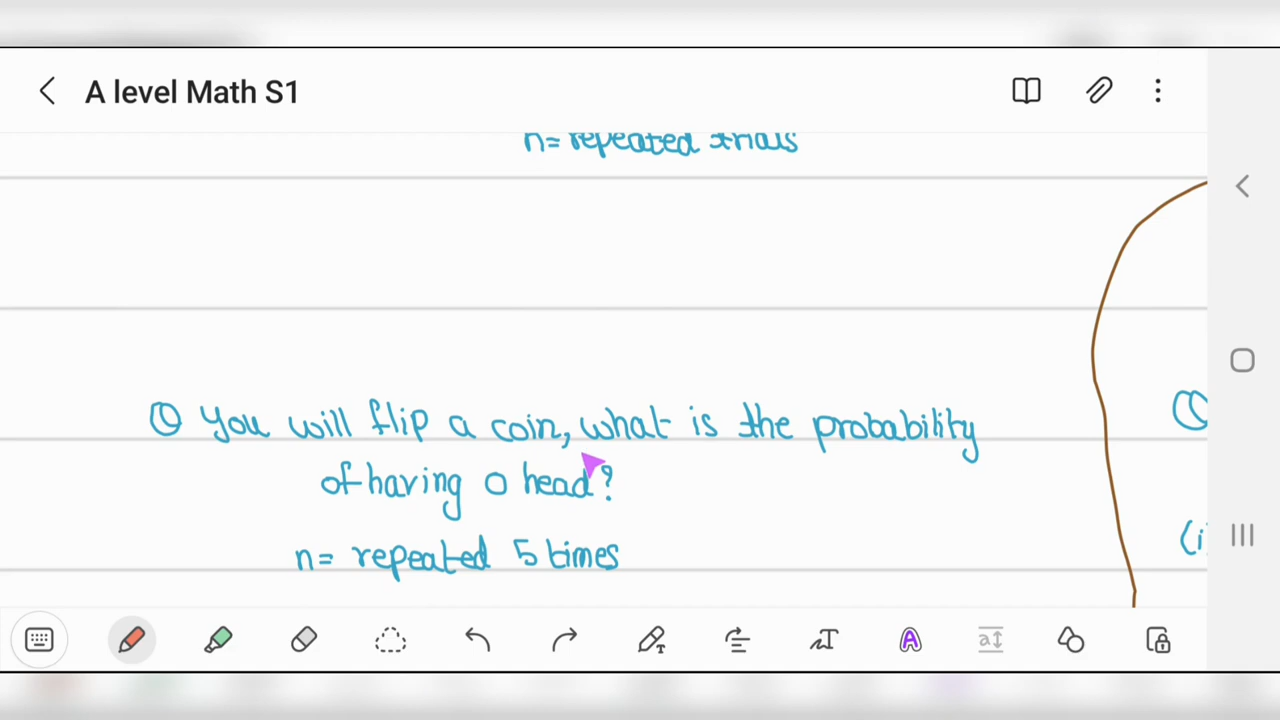 A level Math S1
n= repeated trials
① You will flip a coin, what is the probability
of having 0 head?
n= repeated 5 times
(i